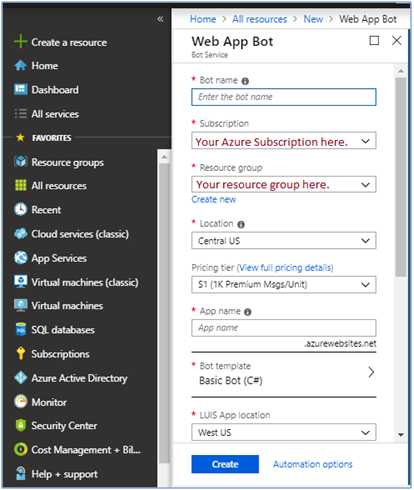 «
Create a resource
Home
Dashboard
All services
FAVORITES
Resource groups
All resources
Recent
Cloud services (classic)
App Services
Virtual machines (classic)
Virtual machines
SQL databases
Subscriptions
Azure Active Directory
Monitor
Security Center
Cost Management + Bil...
Help + support
Home > All resources > New > Web App Bot
Web App Bot
Bot Service
* Bot name
Enter the bot name
* Subscription
Your Azure Subscription here.
* Resource group
Your resource group here.
Create new
* Location
Central US
Pricing tier (View full pricing details)
S1 (1K Premium Msgs/Unit)
* App name
App name
.azurewebsites.net
* Bot template
Basic Bot (C#)
* LUIS App location
West US
Create Automation options